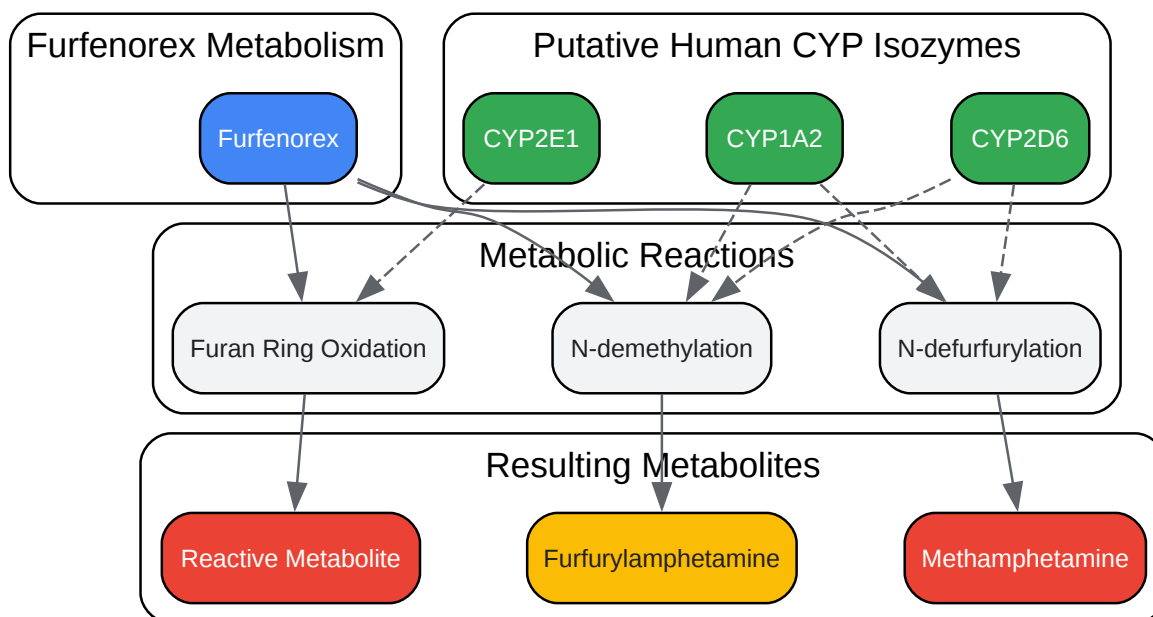 Furfenorex Metabolism
Putative Human CYP Isozymes
Furfenorex
CYP2E1
CYP1A2
CYP2D6
Metabolic Reactions
Furan Ring Oxidation
N-demethylation
N-defurfurylation
Resulting Metabolites
Reactive Metabolite
Furfurylamphetamine
Methamphetamine